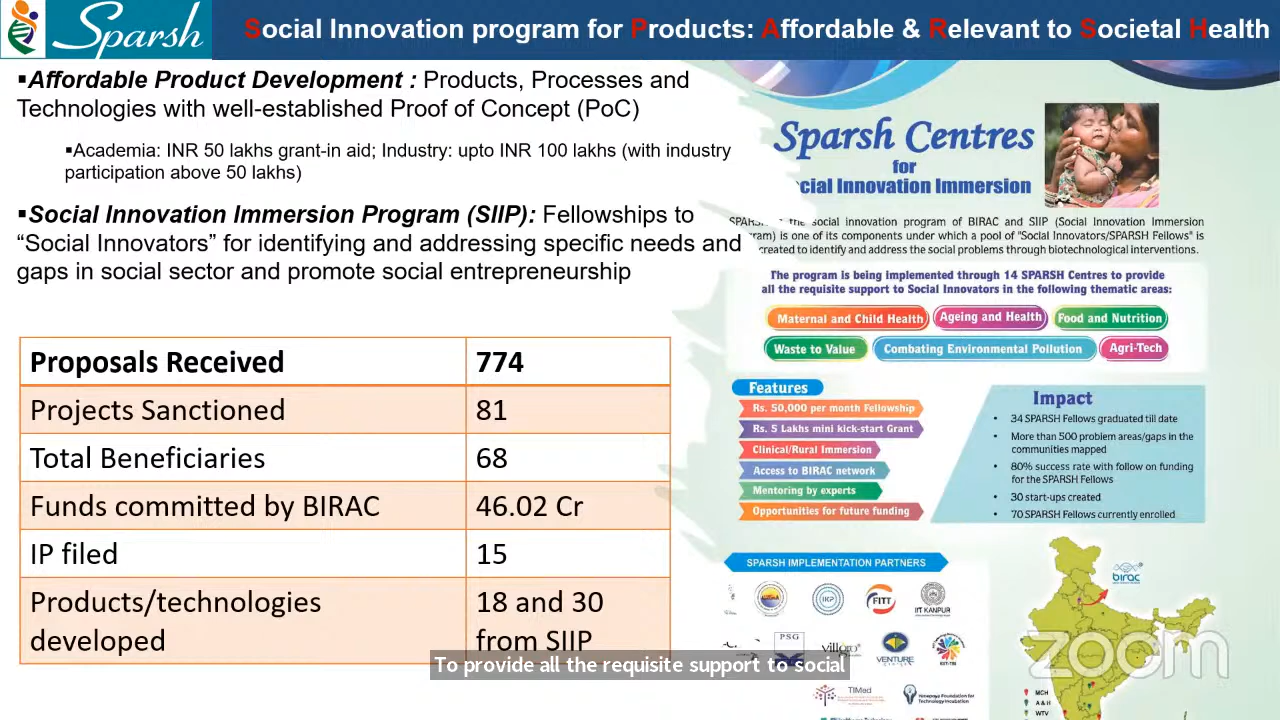 Sparsh
Social Innovation program for Products: Affordable & Relevant to Societal Health
▪Affordable Product Development : Products, Processes and
Technologies with well-established Proof of Concept (PoC)
▪Academia: INR 50 lakhs grant-in aid; Industry: upto INR 100 lakhs (with industry
participation above 50 lakhs)
▪Social Innovation Immersion Program (SIIP): Fellowships to
“Social Innovators” for identifying and addressing specific needs and
gaps in social sector and promote social entrepreneurship
Proposals Received 774
Projects Sanctioned 81
Total Beneficiaries 68
Funds committed by BIRAC 46.02 Cr
IP filed 15
Products/technologies 18 and 30
developed from SIIP
Sparsh Centres
for
cial Innovation Immersion
the social innovation program of BIRAC and SIIP (Social Innovation Immersion
is one of its components under which a pool of "Social Innovators/SPARSH Fellows" is
created to identify and address the social problems through biotechnological interventions.
The program is being implemented through 14 SPARSH Centres to provide
all the requisite support to Social Innovators in the following thematic areas:
Maternal and Child Health
Ageing and Health
Food and Nutrition
Waste to Value
Combating Environmental Pollution
Agri-Tech
Features
Rs. 50,000 per month Fellowship
Rs. 5 Lakhs mini kick-start Grant
Clinical/Rural Immersion
Access to BIRAC network
Mentoring by experts
Opportunities for future funding
Impact
• 34 SPARSH Fellows graduated till date
• More than 500 problem areas/gaps in the
communities mapped
• 80% success rate with follow on funding
for the SPARSH Fellows
• 30 start-ups created
• 70 SPARSH Fellows currently enrolled
SPARSH IMPLEMENTATION PARTNERS
IKP
FITT
IIT KANPUR
PSG
villgro
VENTURE
TIMed
Technology Incubation
birac
MCH
A & H
WTV
zoom
To provide all the requisite support to social